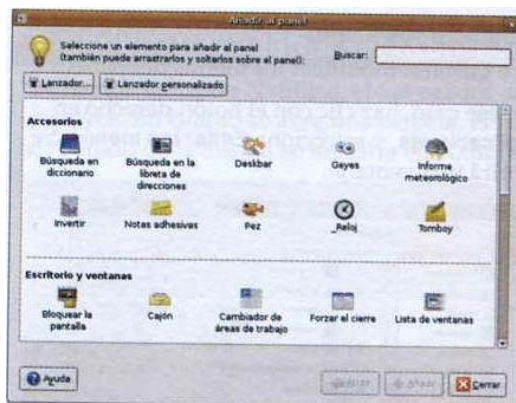 Añadir al panel
Seleccione un elemento para añadir al panel
(también puede arrastrarlos y soltarlos sobre el panel):
Buscar:
Lanzador...
Lanzador personalizado
Accesorios
Búsqueda en diccionario
Búsqueda en la libreta de direcciones
Deskbar
Geyes
Informe meteorológico
Invertir
Notas adhesivas
Pez
_Reloj
Tomboy
Escritorio y ventanas
Bloquear la pantalla
Cajón
Cambiador de áreas de trabajo
Forzar el cierre
Lista de ventanas
Ayuda
Añadir
Cerrar